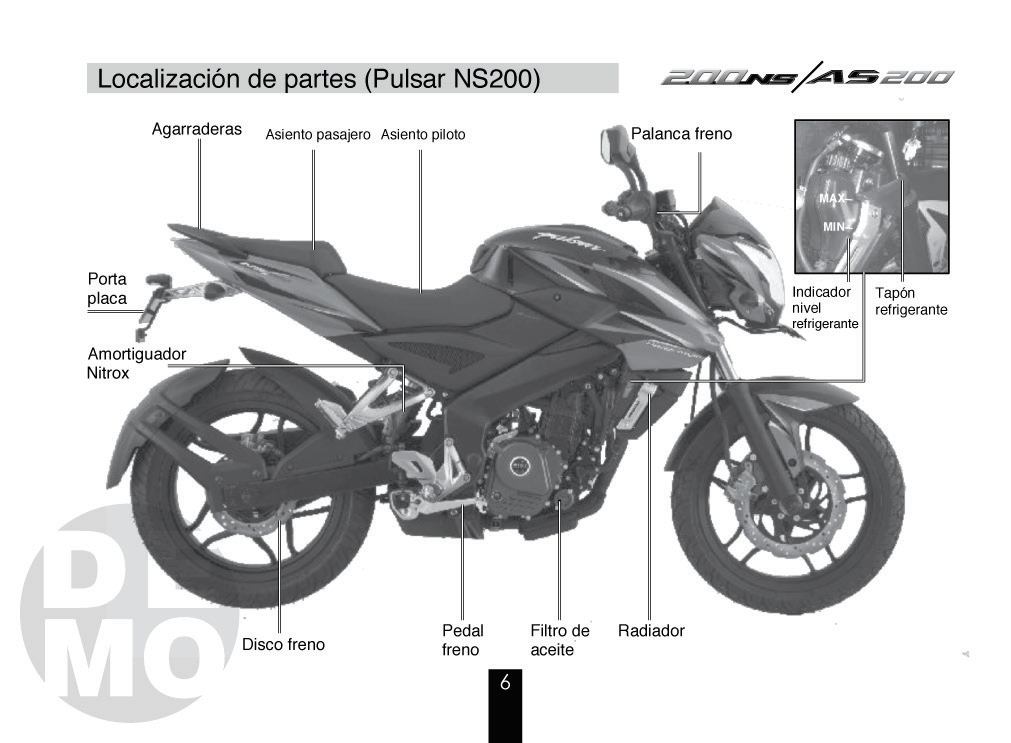 Localización de partes (Pulsar NS200)
200NS/AS200
Agarraderas
Asiento pasajero
Asiento piloto
Palanca freno
MAX
MIN
Indicador
nivel
refrigerante
Tapón
refrigerante
Porta
placa
Amortiguador
Nitrox
pulsar
Disco freno
Pedal
freno
Filtro de
aceite
Radiador
DE
MO
6